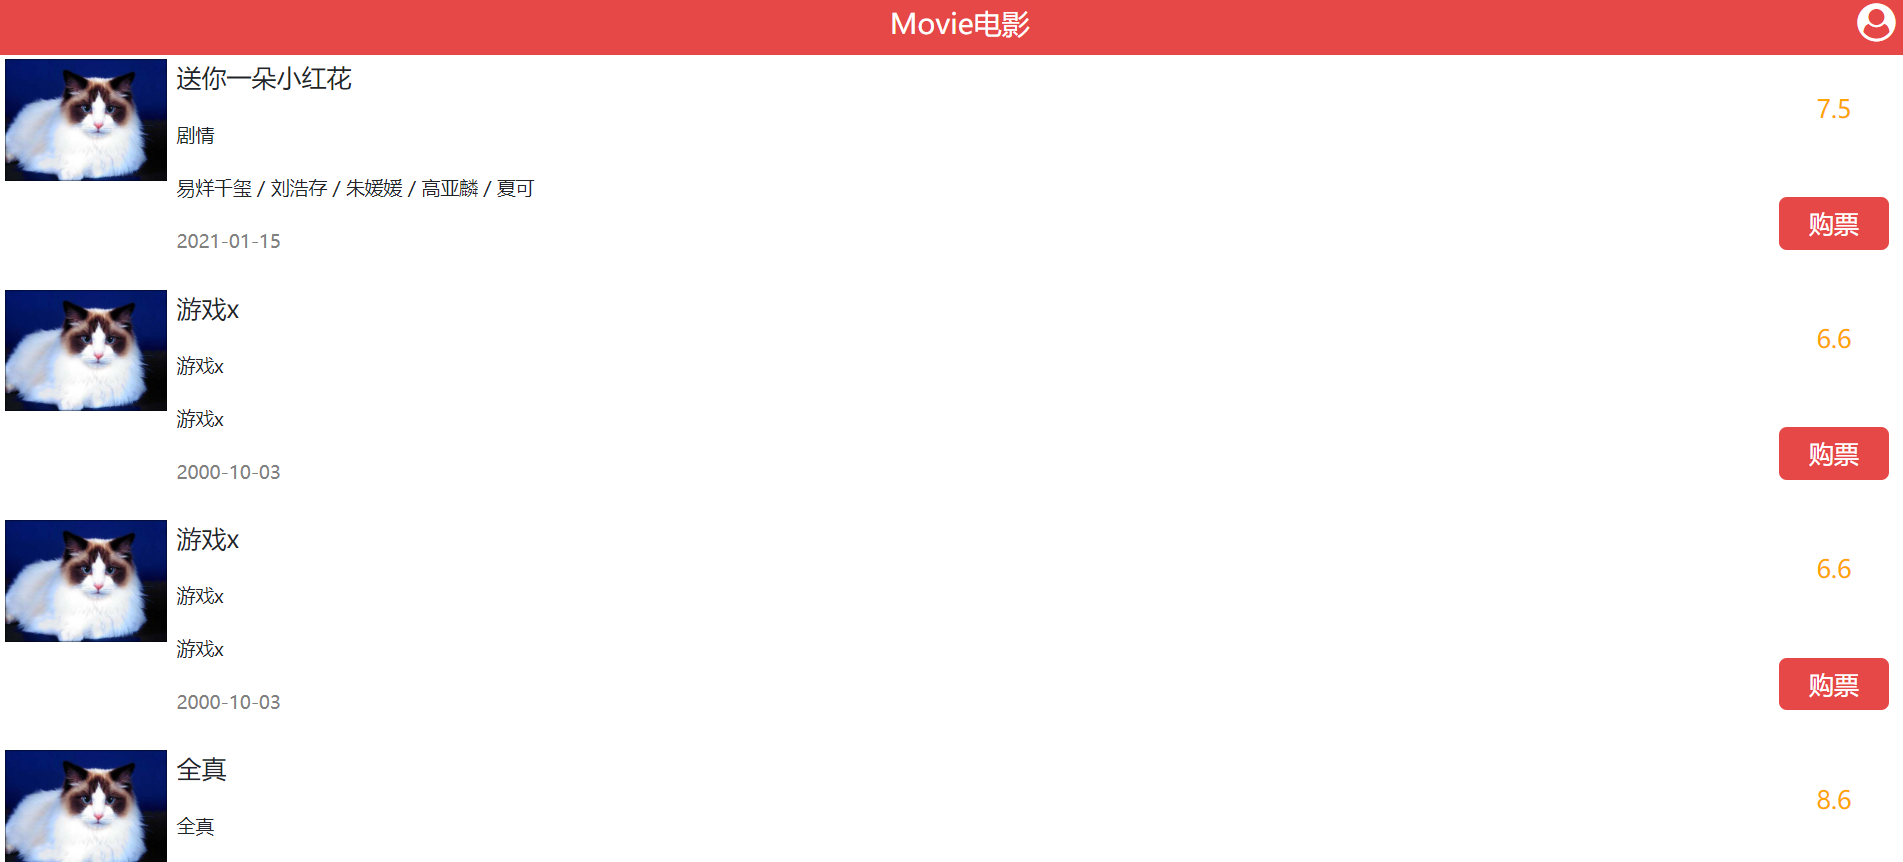 Movie电影
送你一朵小红花
7.5
剧情
易烊千玺 / 刘浩存 / 朱媛媛 / 高亚麟 / 夏可
购票
2021-01-15
游戏x
6.6
游戏x
游戏x
购票
2000-10-03
游戏x
6.6
游戏x
游戏x
购票
2000-10-03
全真
8.6
全真